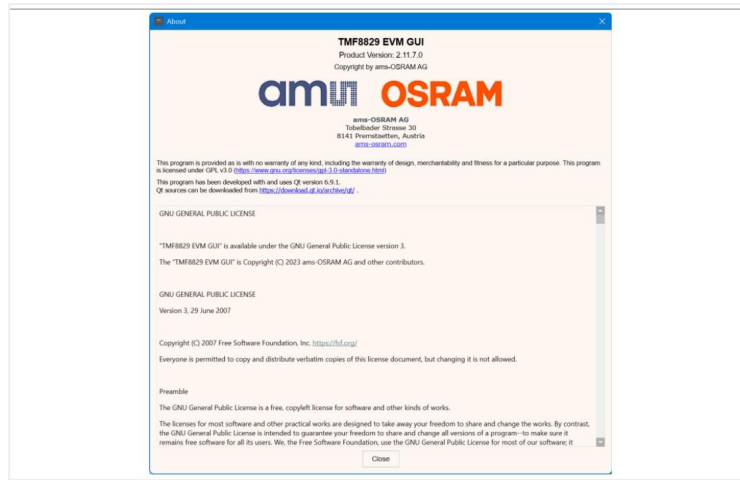 About
TMF8829 EVM GUI
Product Version: 2.11.7.0
Copyright by ams-OSRAM AG
amu OSRAM
ams-OSRAM AG
Tobelbader Strasse 30
8141 Premstaetten, Austria
ams-osram.com
This program is provided as is with no warranty of any kind, including the warranty of design, merchantability and fitness for a particular purpose. This program
is licensed under GPL v3.0 (https://www.gnu.org/licenses/gpl-3.0-standalone.html)
This program has been developed with and uses Qt version 6.9.1.
Qt sources can be downloaded from https://download.qt.io/archive/qt/ .
GNU GENERAL PUBLIC LICENSE
"TMF8829 EVM GUI" is available under the GNU General Public License version 3.
The "TMF8829 EVM GUI" is Copyright (C) 2023 ams-OSRAM AG and other contributors.
GNU GENERAL PUBLIC LICENSE
Version 3, 29 June 2007
Copyright (C) 2007 Free Software Foundation, Inc. https://fsf.org/
Everyone is permitted to copy and distribute verbatim copies of this license document, but changing it is not allowed.
Preamble
The GNU General Public License is a free, copyleft license for software and other kinds of works.
The licenses for most software and other practical works are designed to take away your freedom to share and change the works. By contrast,
the GNU General Public License is intended to guarantee your freedom to share and change all versions of a program--to make sure it
remains free software for all its users. We, the Free Software Foundation, use the GNU General Public License for most of our software; it
Close